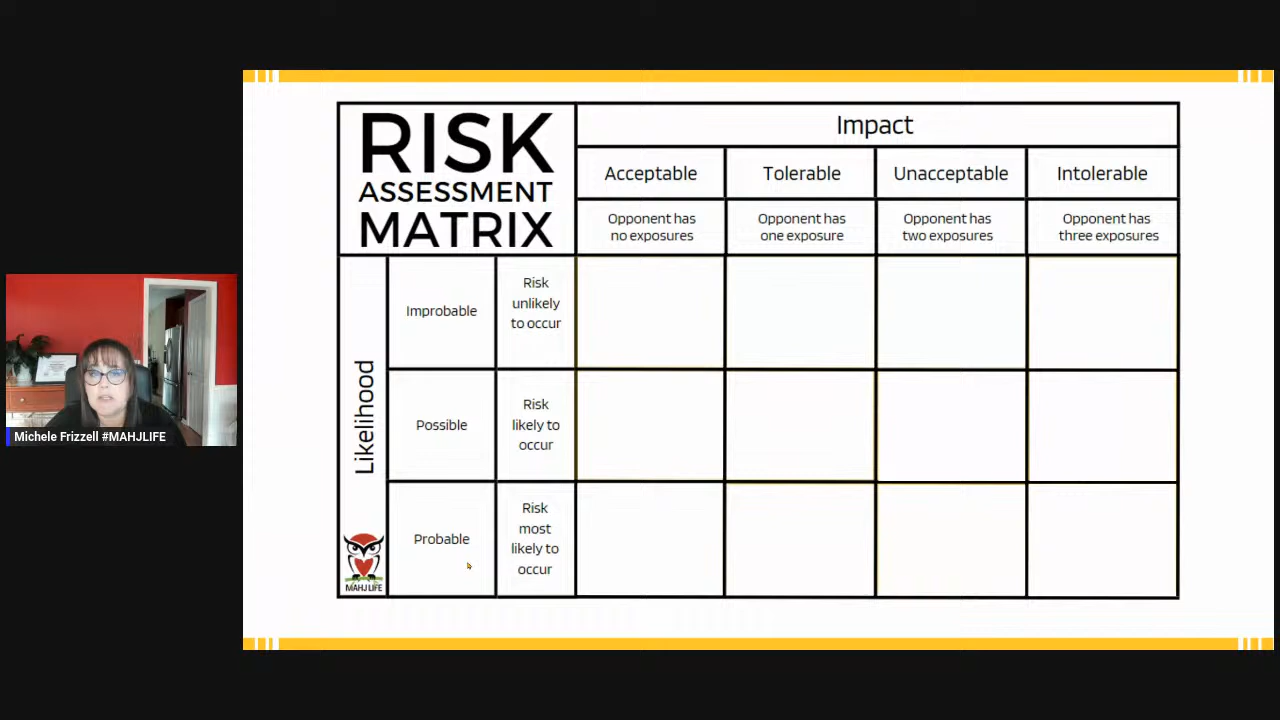 RISK
ASSESSMENT
MATRIX
Impact
Acceptable
Tolerable
Unacceptable
Intolerable
Opponent has
no exposures
Opponent has
one exposure
Opponent has
two exposures
Opponent has
three exposures
Likelihood
Improbable
Risk
unlikely
to occur
Possible
Risk
likely to
occur
Probable
Risk
most
likely to
occur
MAHJ LIFE
Michele Frizzell #MAHJLIFE